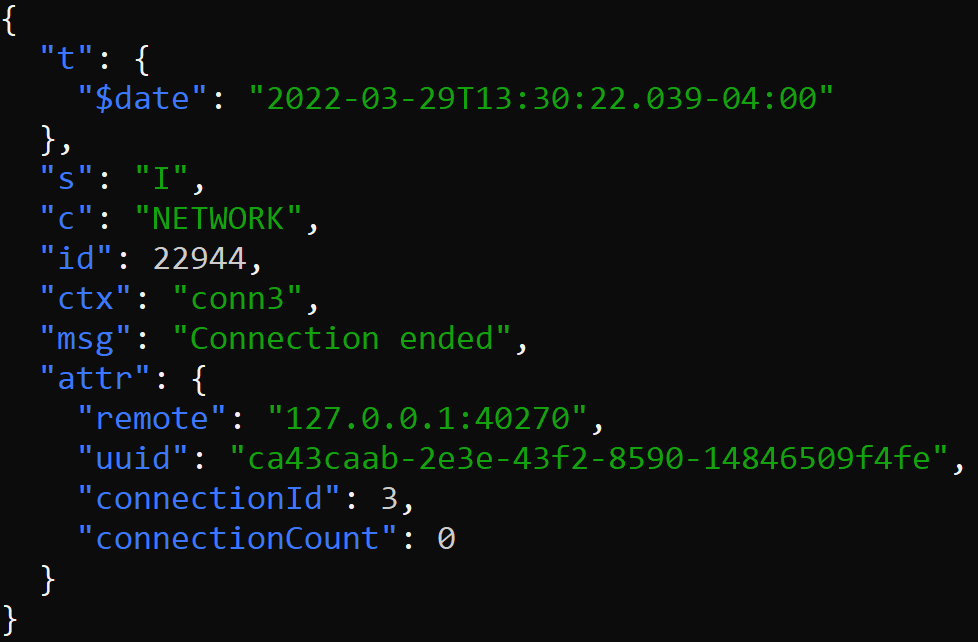 {
  "t": {
    "$date": "2022-03-29T13:30:22.039-04:00"
  },
  "s": "I",
  "c": "NETWORK",
  "id": 22944,
  "ctx": "conn3",
  "msg": "Connection ended",
  "attr": {
    "remote": "127.0.0.1:40270",
    "uuid": "ca43caab-2e3e-43f2-8590-14846509f4fe",
    "connectionId": 3,
    "connectionCount": 0
  }
}